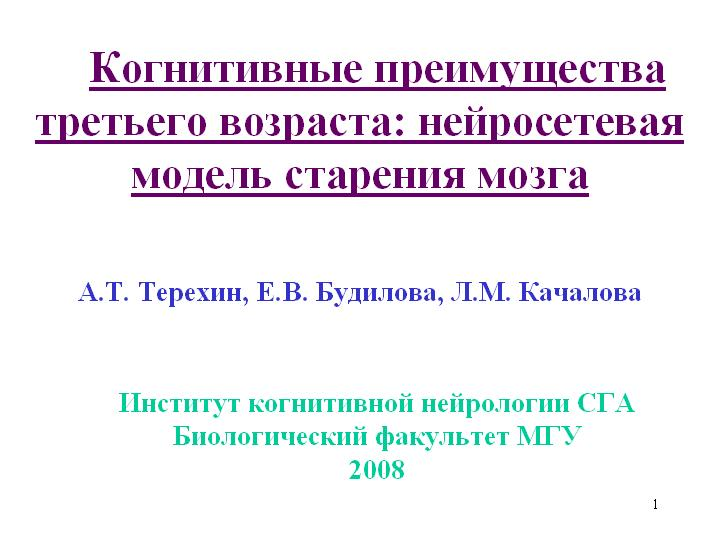 Когнитивные преимущества
третьего возраста: нейросетевая
модель старения мозга
А.Т. Терехин, Е.В. Будилова, Л.М. Качалова
Институт когнитивной нейрологии СГА
Биологический факультет МГУ
2008
1